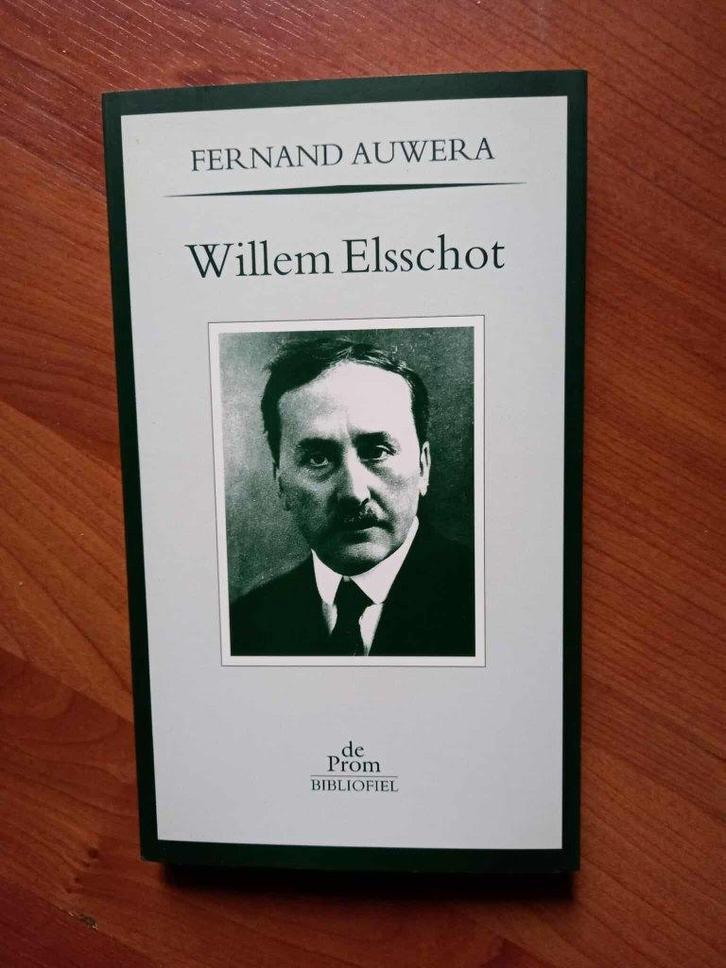 FERNAND AUWERA
Willem Elsschot
de
Prom
BIBLIOFIEL